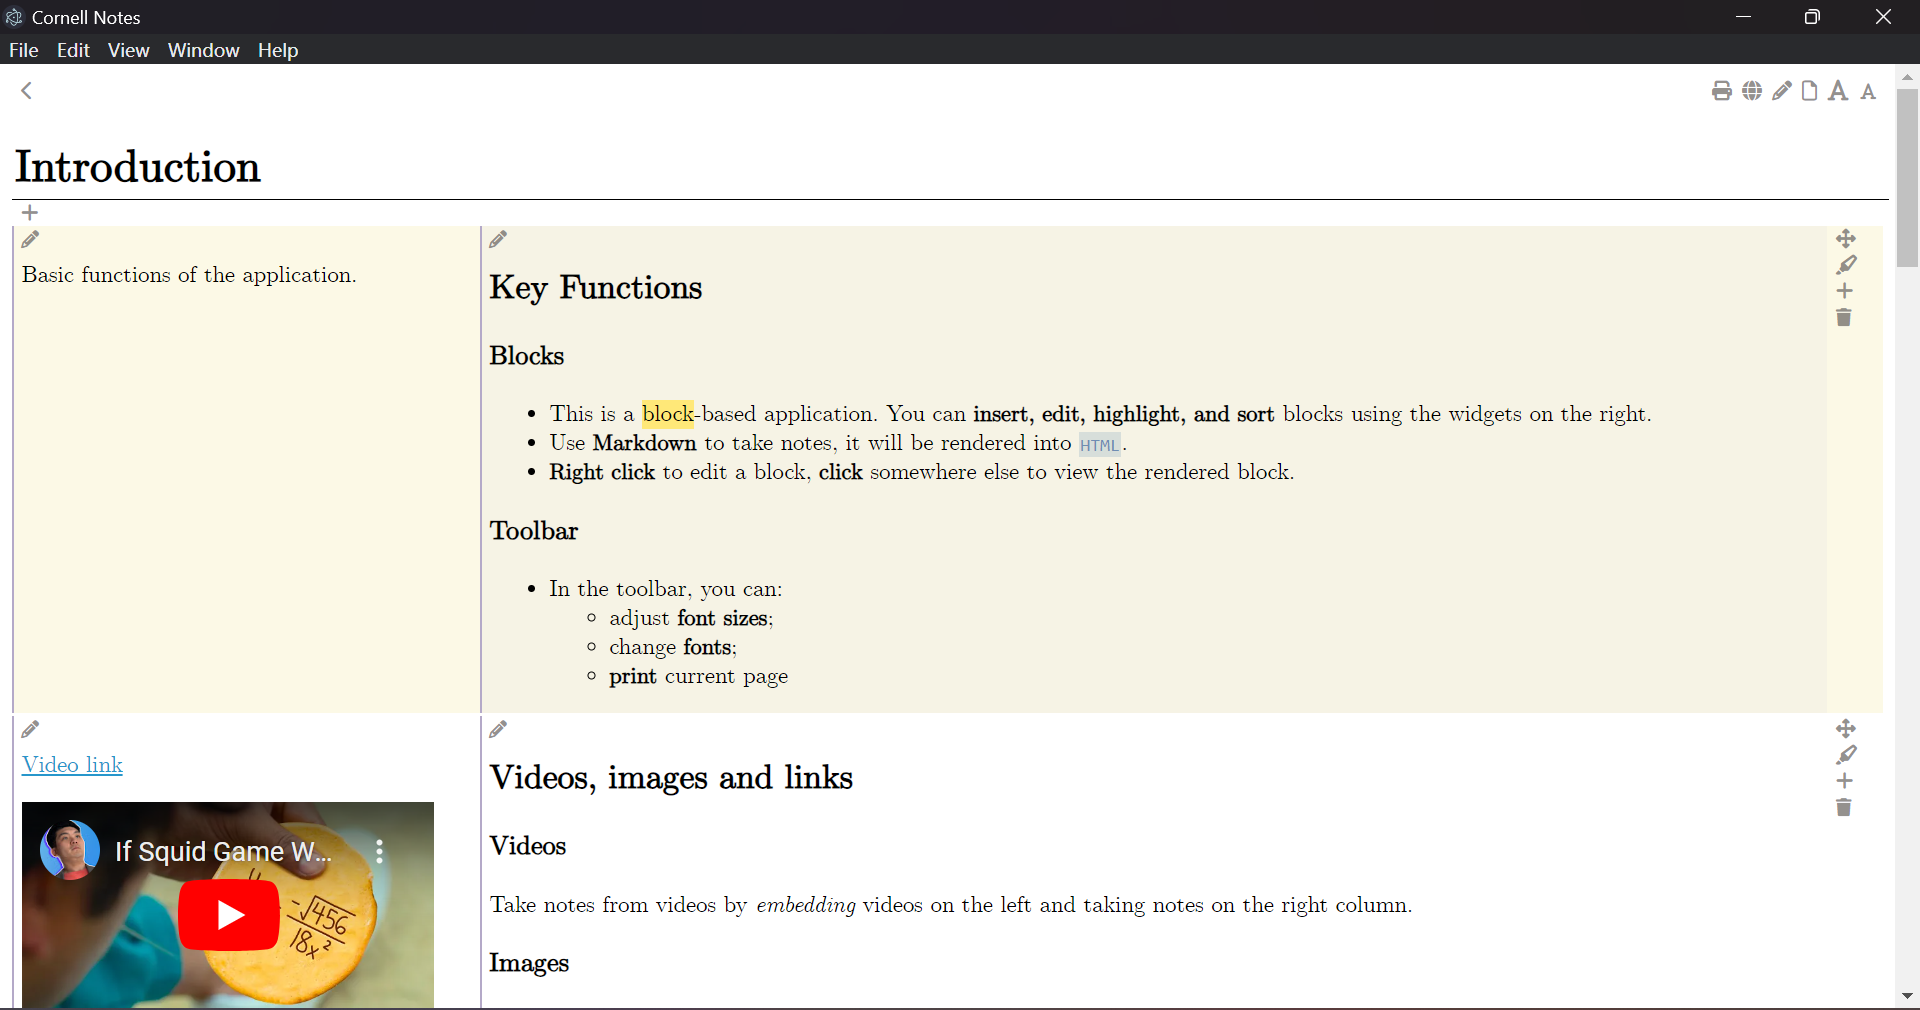 Cornell Notes
File Edit View Window Help
A A
Introduction
Basic functions of the application.
Key Functions
Blocks
This is a block-based application. You can insert, edit, highlight, and sort blocks using the widgets on the right.
Use Markdown to take notes, it will be rendered into HTML.
Right click to edit a block, click somewhere else to view the rendered block.
Toolbar
In the toolbar, you can:
adjust font sizes;
change fonts;
print current page
Video link
If Squid Game W...
-√456
18x²
Videos, images and links
Videos
Take notes from videos by embedding videos on the left and taking notes on the right column.
Images